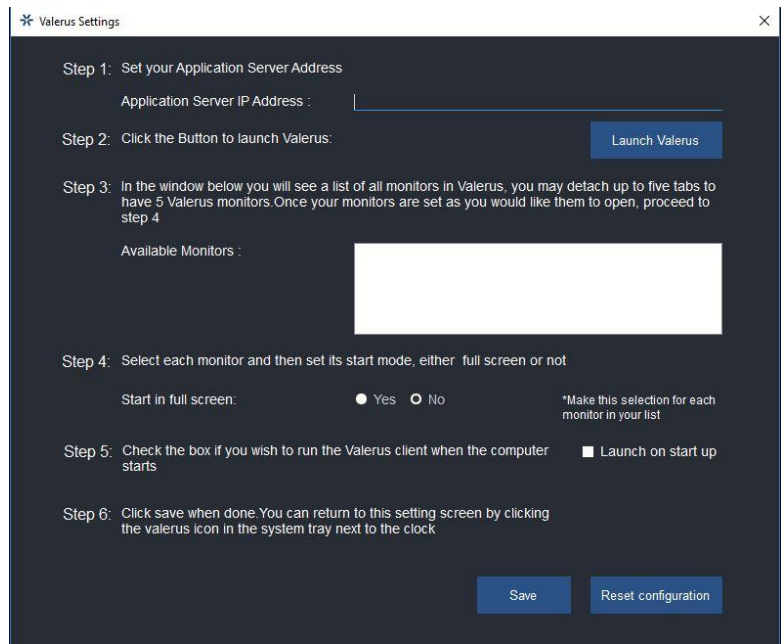 Valerus Settings
Step 1: Set your Application Server Address
Application Server IP Address :
Step 2: Click the Button to launch Valerus:
Launch Valerus
Step 3: In the window below you will see a list of all monitors in Valerus, you may detach up to five tabs to
have 5 Valerus monitors.Once your monitors are set as you would like them to open, proceed to
step 4
Available Monitors :
Step 4: Select each monitor and then set its start mode, either full screen or not
Start in full screen: Yes No
*Make this selection for each
monitor in your list
Step 5: Check the box if you wish to run the Valerus client when the computer
starts
Launch on start up
Step 6: Click save when done.You can return to this setting screen by clicking
the valerus icon in the system tray next to the clock
Save
Reset configuration